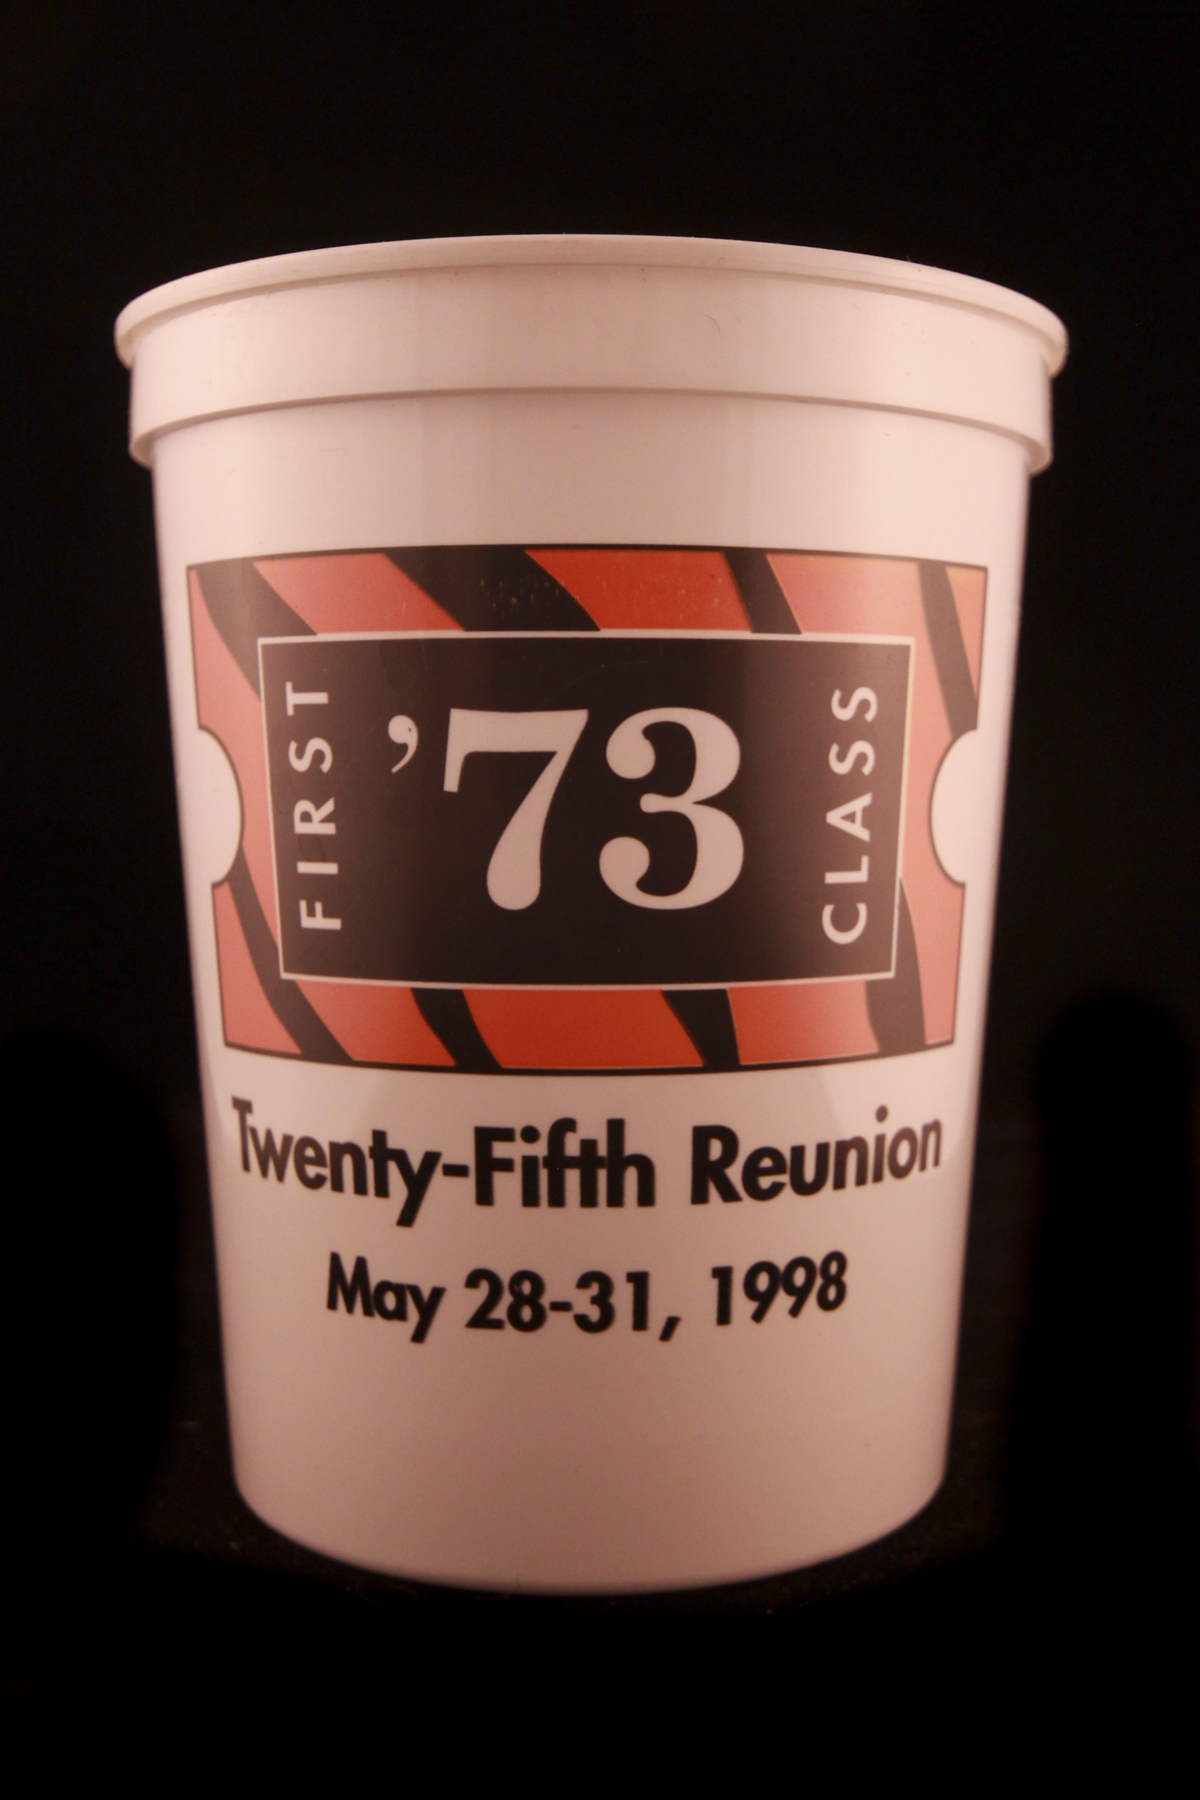 FIRST
’73
CLASS
Twenty-Fifth Reunion
May 28-31, 1998